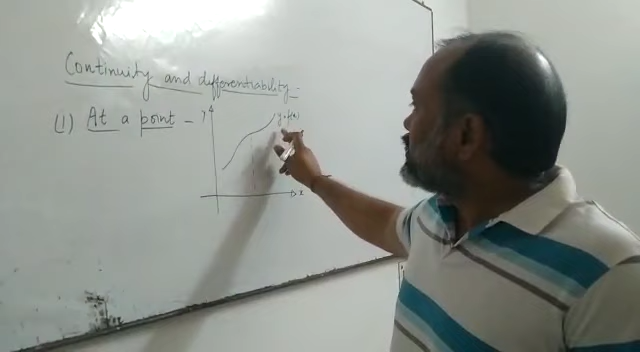 Continuity and differentiability -
(1) At a point - y
y=f(x)
x